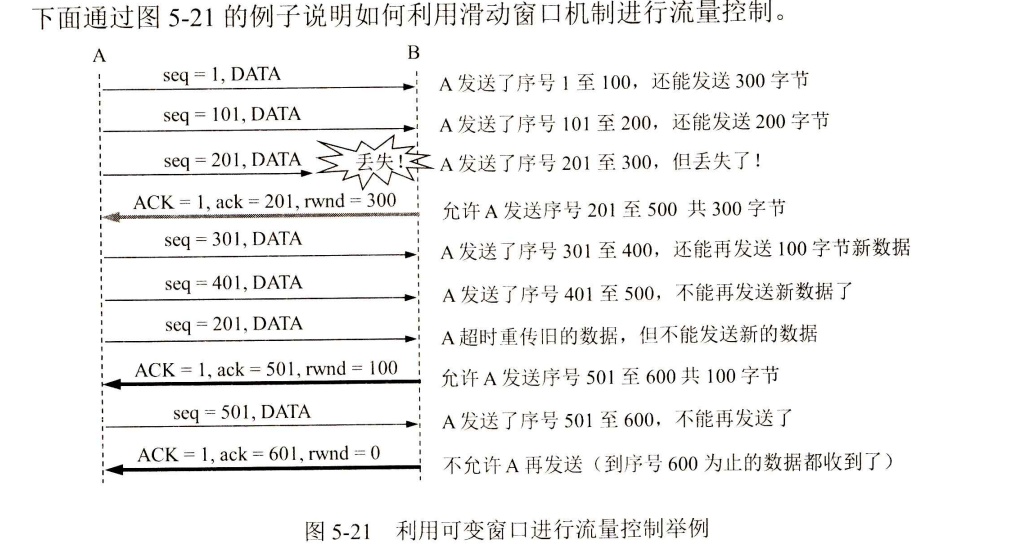 下面通过图 5-21 的例子说明如何利用滑动窗口机制进行流量控制。
A B
seq = 1, DATA A 发送了序号 1 至 100，还能发送 300 字节
seq = 101, DATA A 发送了序号 101 至 200，还能发送 200 字节
seq = 201, DATA 丢失！ A 发送了序号 201 至 300，但丢失了！
ACK = 1, ack = 201, rwnd = 300 允许 A 发送序号 201 至 500 共 300 字节
seq = 301, DATA A 发送了序号 301 至 400，还能再发送 100 字节新数据
seq = 401, DATA A 发送了序号 401 至 500，不能再发送新数据了
seq = 201, DATA A 超时重传旧的数据，但不能发送新的数据
ACK = 1, ack = 501, rwnd = 100 允许 A 发送序号 501 至 600 共 100 字节
seq = 501, DATA A 发送了序号 501 至 600，不能再发送了
ACK = 1, ack = 601, rwnd = 0 不允许 A 再发送（到序号 600 为止的数据都收到了）
图 5-21 利用可变窗口进行流量控制举例